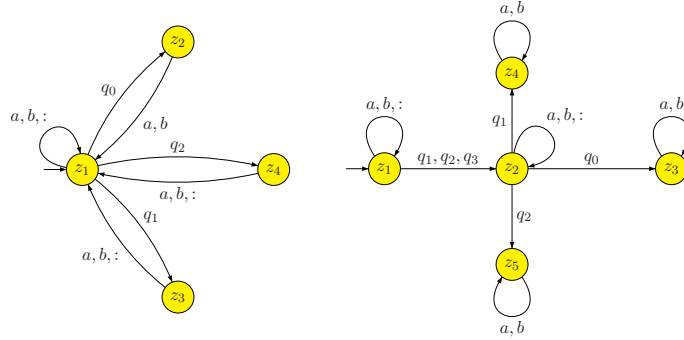 z2
q0
a, b, :
a, b
q2
z1
z4
a, b, :
q1
a, b, :
z3
a, b
z4
a, b, :
q1
a, b, :
a, b
q1, q2, q3
q0
z1
z2
z3
q2
z5
a, b